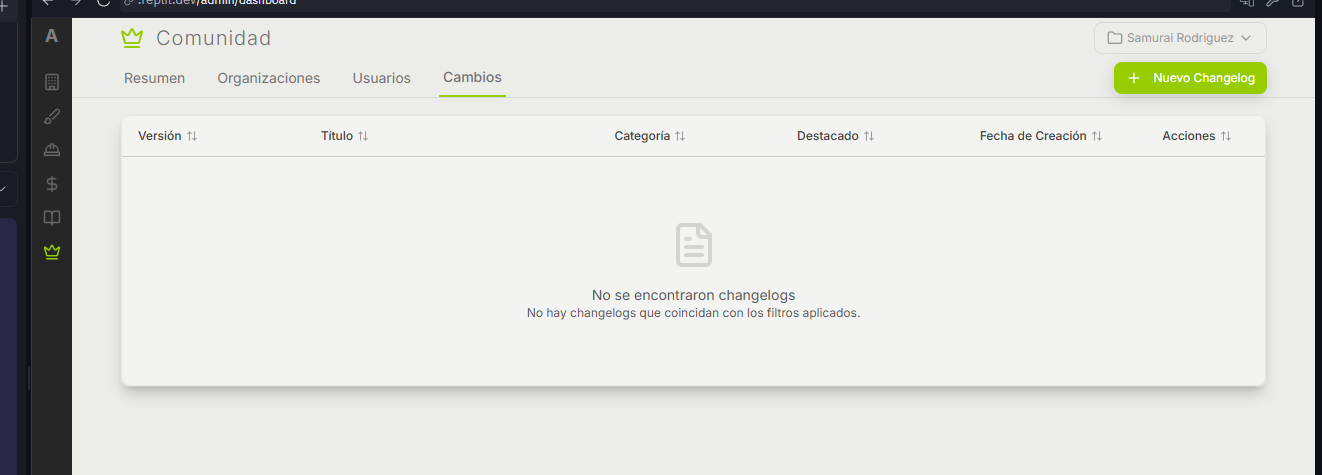 .replit.dev/admin/dashboard
A
Comunidad
Samurai Rodriguez
Resumen Organizaciones Usuarios Cambios
+ Nuevo Changelog
Versión Título Categoría Destacado Fecha de Creación Acciones
No se encontraron changelogs
No hay changelogs que coincidan con los filtros aplicados.